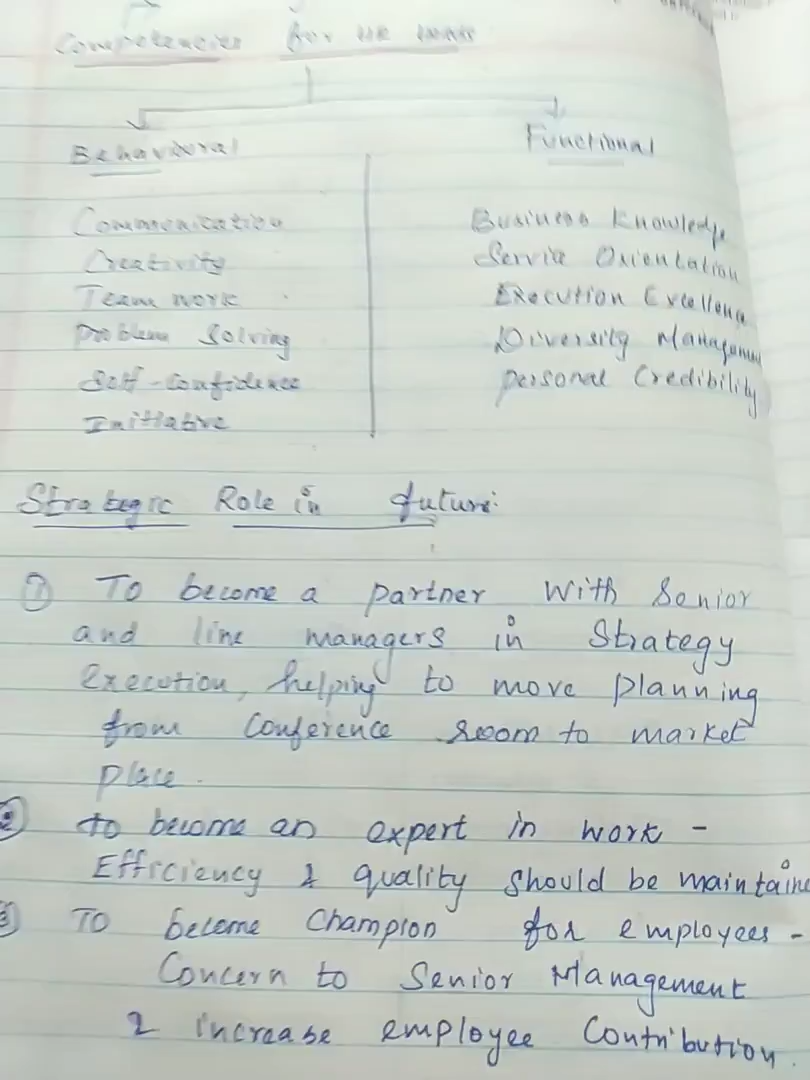 Competencies for HR
Behavioural
Functional
Communication
Creativity
Team work
Problem Solving
Self-Confidence
Initiative
Business Knowledge
Service Orientation
Execution Excellence
Diversity Management
Personal Credibility
Strategic Role in future:
① To become a partner with Senior
and line managers in Strategy
Execution, helping to move planning
from Conference room to market
place.
② to become an expert in work -
Efficiency & quality should be maintaine
③ To become Champion for employees -
Concern to Senior Management
& increase employee Contribution.